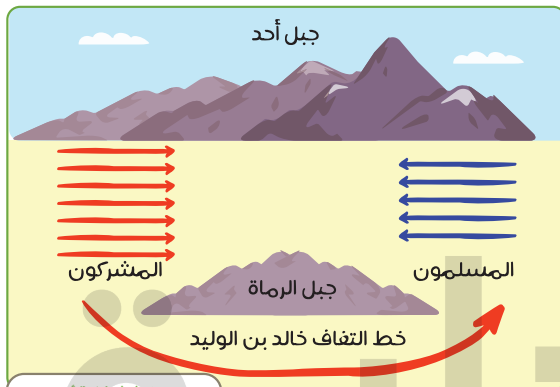 جبل أحد
المسلمون
المشركون
جبل الرماة
خط التفاف خالد بن الوليد